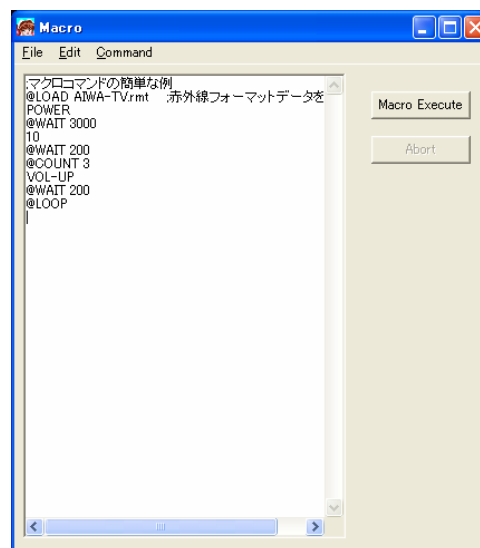 Macro
File Edit Command
;マクロコマンドの簡単な例
@LOAD AIWA-TV.rmt ;赤外線フォーマットデータを
POWER
@WAIT 3000
10
@WAIT 200
@COUNT 3
VOL-UP
@WAIT 200
@LOOP
Macro Execute
Abort